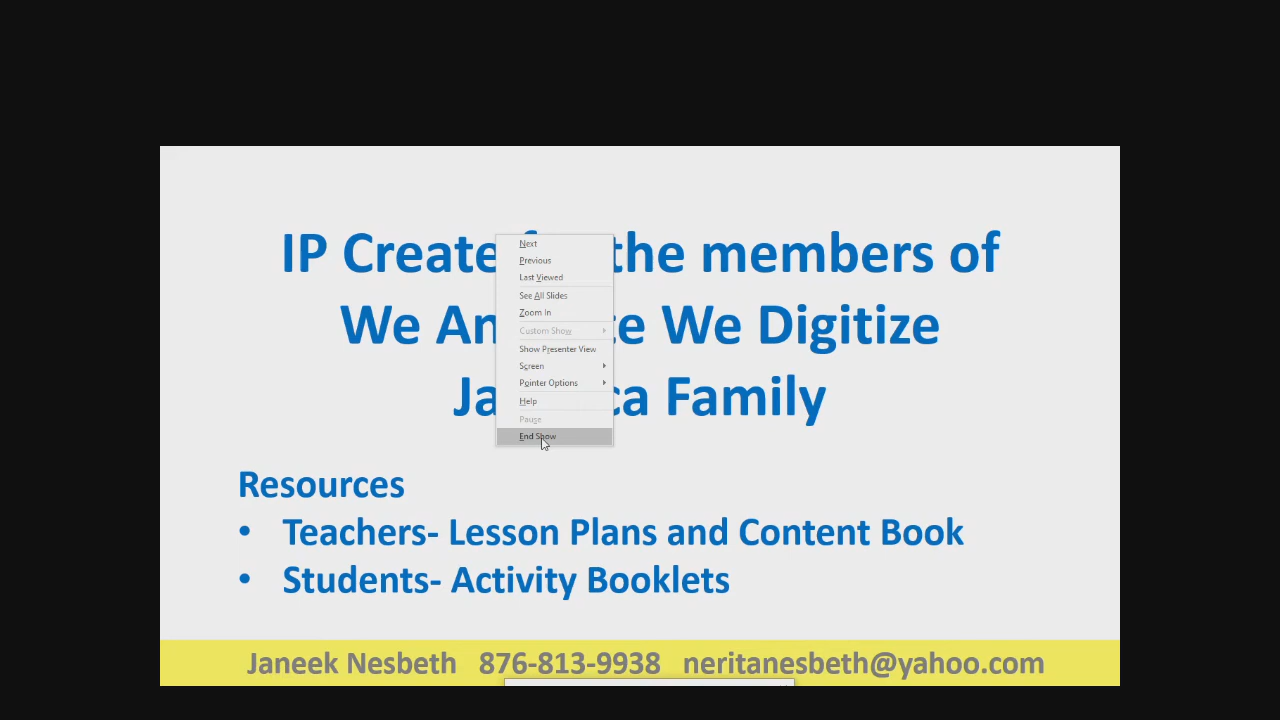 IP Create the members of
We An e We Digitize
Ja ca Family
Next
Previous
Last Viewed
See All Slides
Zoom In
Custom Show
Show Presenter View
Screen
Pointer Options
Help
Pause
End Show
Resources
• Teachers- Lesson Plans and Content Book
• Students- Activity Booklets
Janeek Nesbeth 876-813-9938 neritanesbeth@yahoo.com